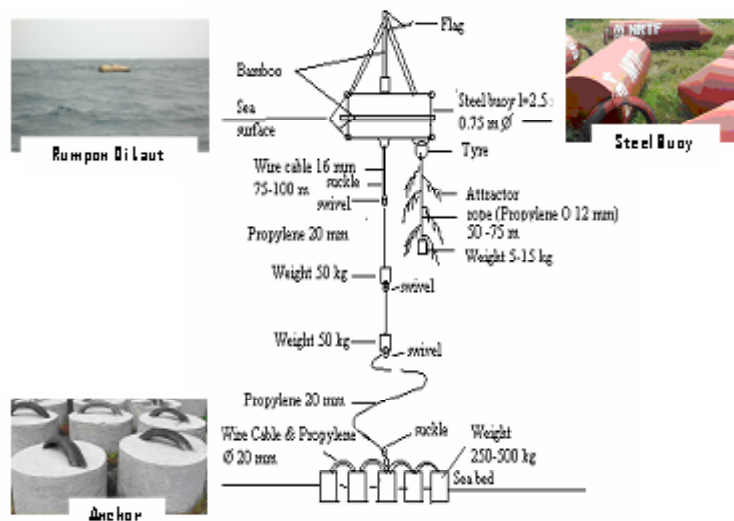 Flag
Bamboo
Sea
surface
Steel buoy l=2.5 x
0.75 m Ø
Tyre
NRTF
Rumpon Di Laut
Steel Buoy
Wire cable 16 mm
75-100 m
suckle
swivel
Attractor
rope (Propylene O 12 mm)
50 -75 m
Propylene 20 mm
Weight 5-15 kg
Weight 50 kg
swivel
Weight 50 kg
swivel
Propylene 20 mm
Wire Cable & Propylene
Ø 20 mm
suckle
Weight
250-500 kg
Sea bed
Anchor